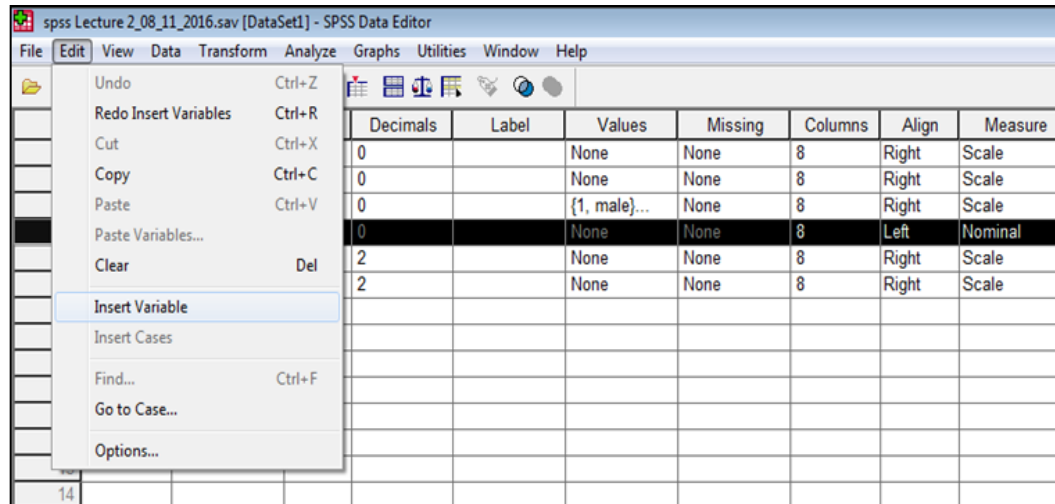 spss Lecture 2_08_11_2016.sav [DataSet1] - SPSS Data Editor
File Edit View Data Transform Analyze Graphs Utilities Window Help
Undo Ctrl+Z
Redo Insert Variables Ctrl+R
Cut Ctrl+X
Copy Ctrl+C
Paste Ctrl+V
Paste Variables...
Clear Del
Insert Variable
Insert Cases
Find... Ctrl+F
Go to Case...
Options...
Decimals Label Values Missing Columns Align Measure
0 None None 8 Right Scale
0 None None 8 Right Scale
0 {1, male}... None 8 Right Scale
0 None None 8 Left Nominal
2 None None 8 Right Scale
2 None None 8 Right Scale
14